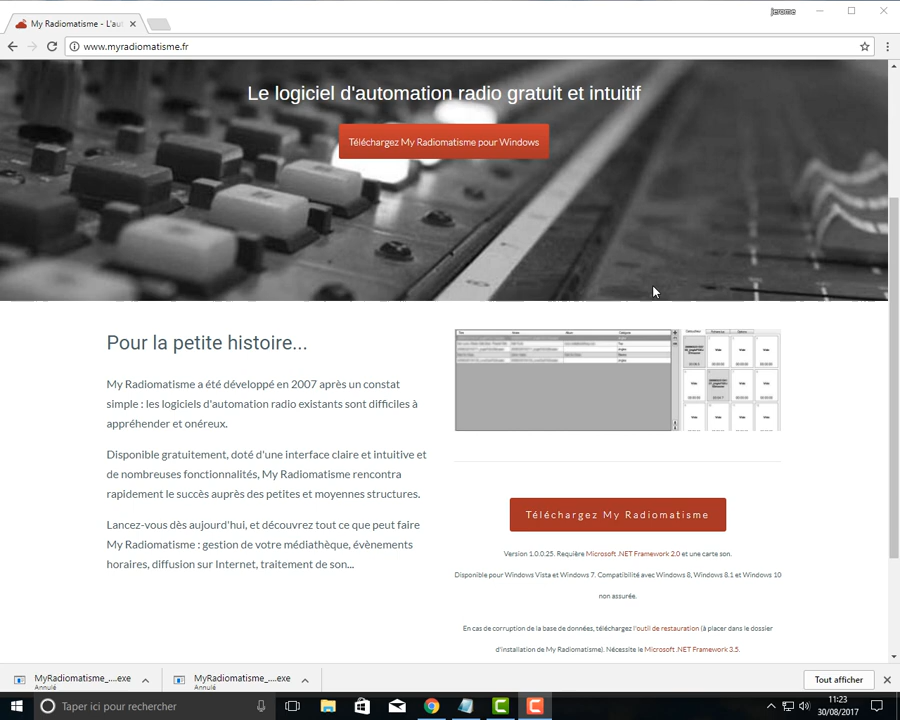 jerome
My Radiomatisme - L'aut
www.myradiomatisme.fr
Le logiciel d'automation radio gratuit et intuitif
Téléchargez My Radiomatisme pour Windows
Pour la petite histoire...
My Radiomatisme a été développé en 2007 après un constat
simple : les logiciels d'automation radio existants sont difficiles à
appréhender et onéreux.
Disponible gratuitement, doté d'une interface claire et intuitive et
de nombreuses fonctionnalités, My Radiomatisme rencontra
rapidement le succès auprès des petites et moyennes structures.
Lancez-vous dès aujourd'hui, et découvrez tout ce que peut faire
My Radiomatisme : gestion de votre médiathèque, évènements
horaires, diffusion sur Internet, traitement de son...
Téléchargez My Radiomatisme
Version 1.0.0.25. Requière Microsoft .NET Framework 2.0 et une carte son.
Disponible pour Windows Vista et Windows 7. Compatibilité avec Windows 8, Windows 8.1 et Windows 10
non assurée.
En cas de corruption de la base de données, téléchargez l'outil de restauration (à placer dans le dossier
d'installation de My Radiomatisme). Nécessite le Microsoft .NET Framework 3.5.
MyRadiomatisme_....exe
Annulé
MyRadiomatisme_....exe
Annulé
Tout afficher
Taper ici pour rechercher
11:23
30/08/2017